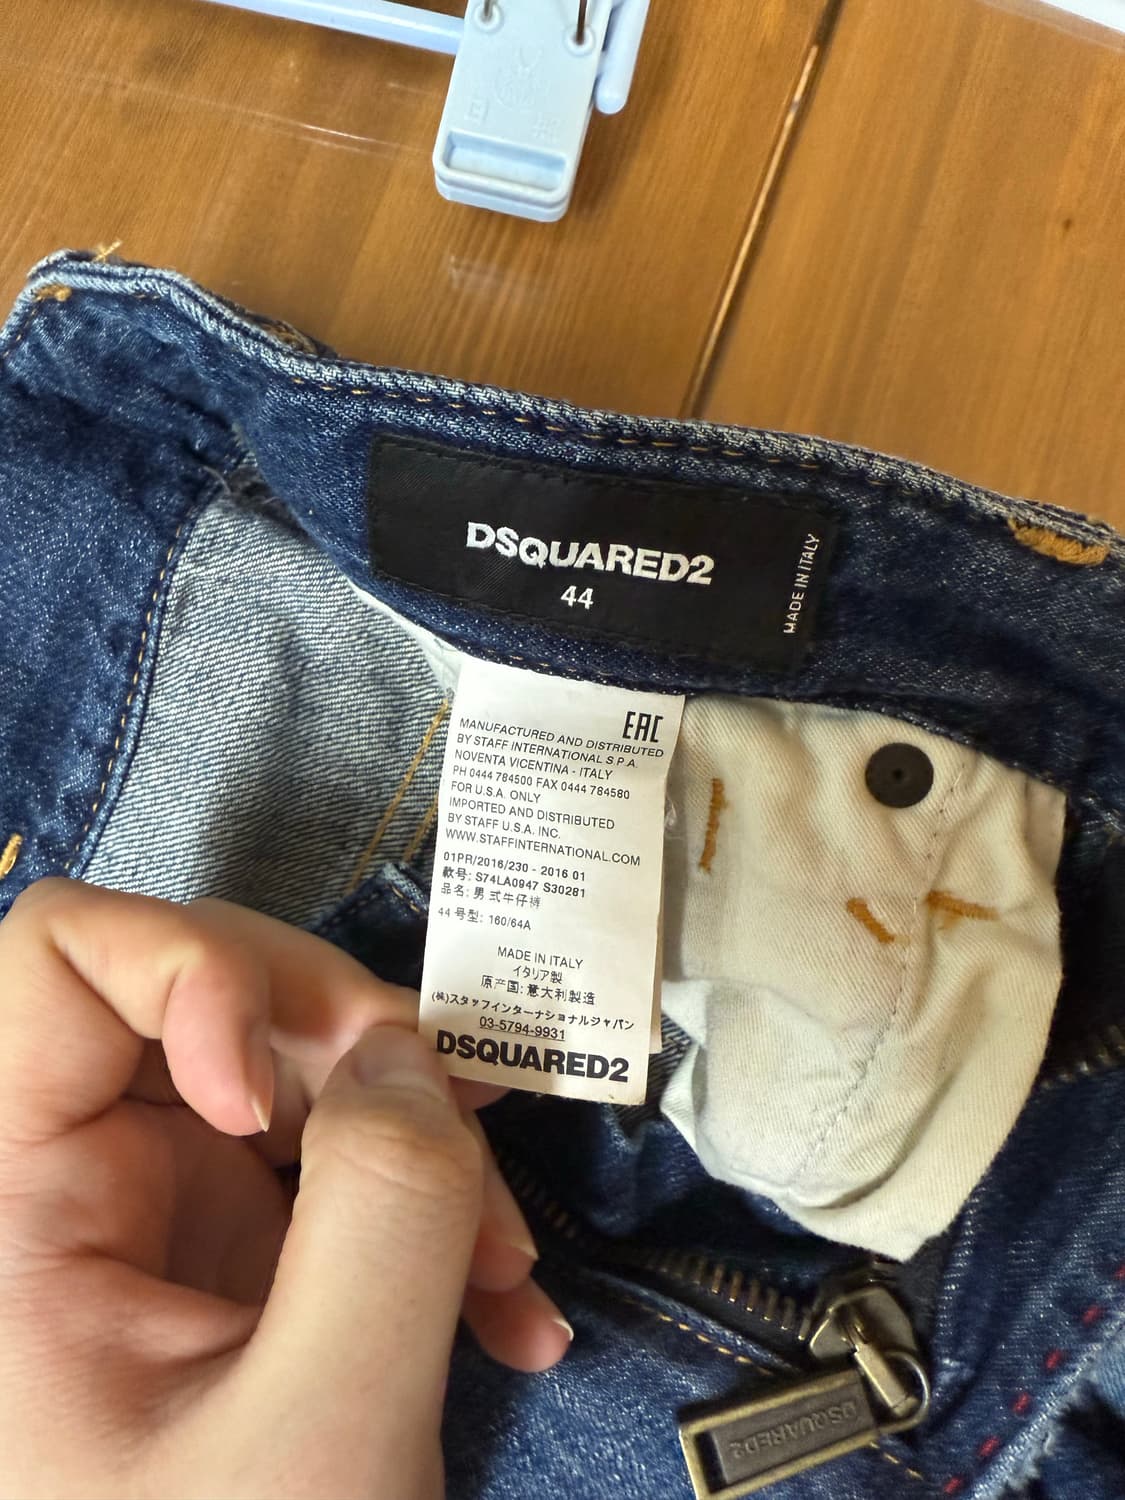 DSQUARED2
44
MADE IN ITALY
EAC
MANUFACTURED AND DISTRIBUTED
BY STAFF INTERNATIONAL S P A.
NOVENTA VICENTINA - ITALY
PH 0444 784500 FAX 0444 784580
FOR U.S.A. ONLY
IMPORTED AND DISTRIBUTED
BY STAFF U.S.A. INC.
WWW.STAFFINTERNATIONAL.COM
01PR/2016/230 - 2016 01
款号: S74LA0947 S30281
品名: 男 式牛仔裤
44 号型: 160/64A
MADE IN ITALY
イタリア製
原产国: 意大利製造
(株)スタッフインターナショナルジャパン
03-5794-9931
DSQUARED2
DSQUARED2